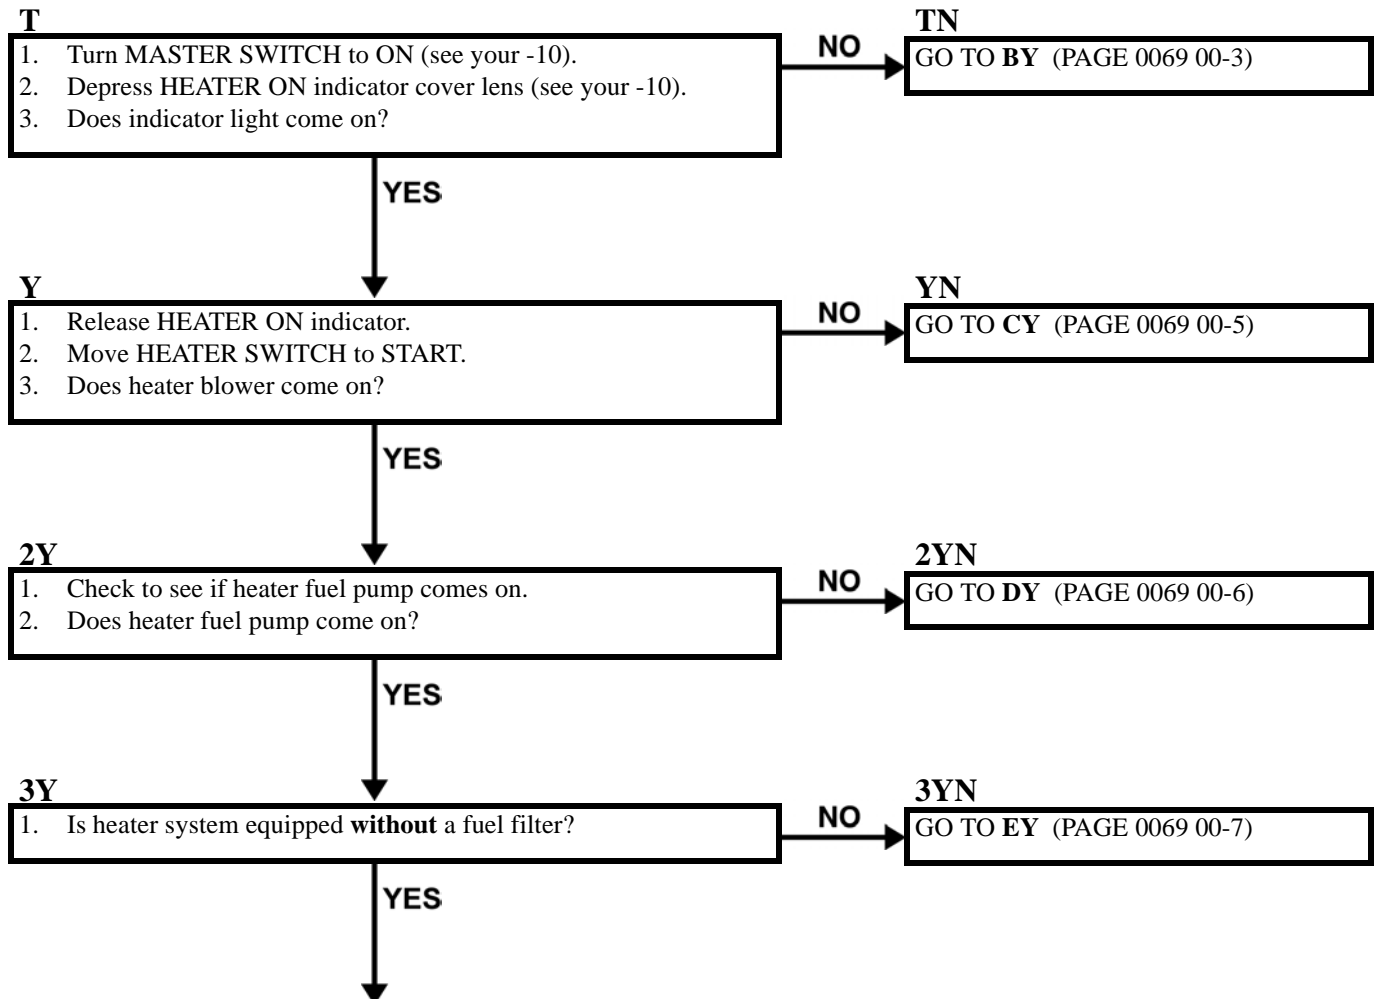 T
1. Turn MASTER SWITCH to ON (see your -10).
2. Depress HEATER ON indicator cover lens (see your -10).
3. Does indicator light come on?
NO
TN
GO TO BY (PAGE 0069 00-3)
YES
Y
1. Release HEATER ON indicator.
2. Move HEATER SWITCH to START.
3. Does heater blower come on?
NO
YN
GO TO CY (PAGE 0069 00-5)
YES
2Y
1. Check to see if heater fuel pump comes on.
2. Does heater fuel pump come on?
NO
2YN
GO TO DY (PAGE 0069 00-6)
YES
3Y
1. Is heater system equipped without a fuel filter?
NO
3YN
GO TO EY (PAGE 0069 00-7)
YES